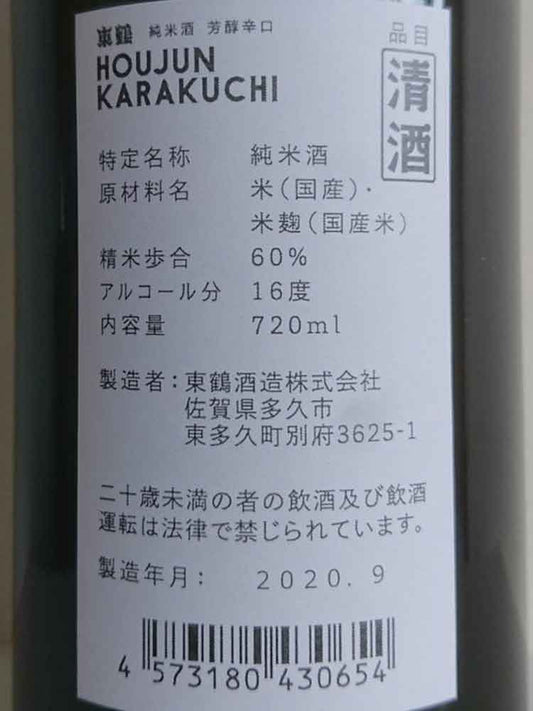 東鶴 純米酒 芳醇辛口
HOUJUN
KARAKUCHI
品目
清酒
特定名称 純米酒
原材料名 米(国産)・
米麹(国産米)
精米歩合 60%
アルコール分 16度
内容量 720ml
製造者:東鶴酒造株式会社
佐賀県多久市
東多久町別府3625-1
二十歳未満の者の飲酒及び飲酒
運転は法律で禁じられています。
製造年月: 2020.9
4 573180 430654